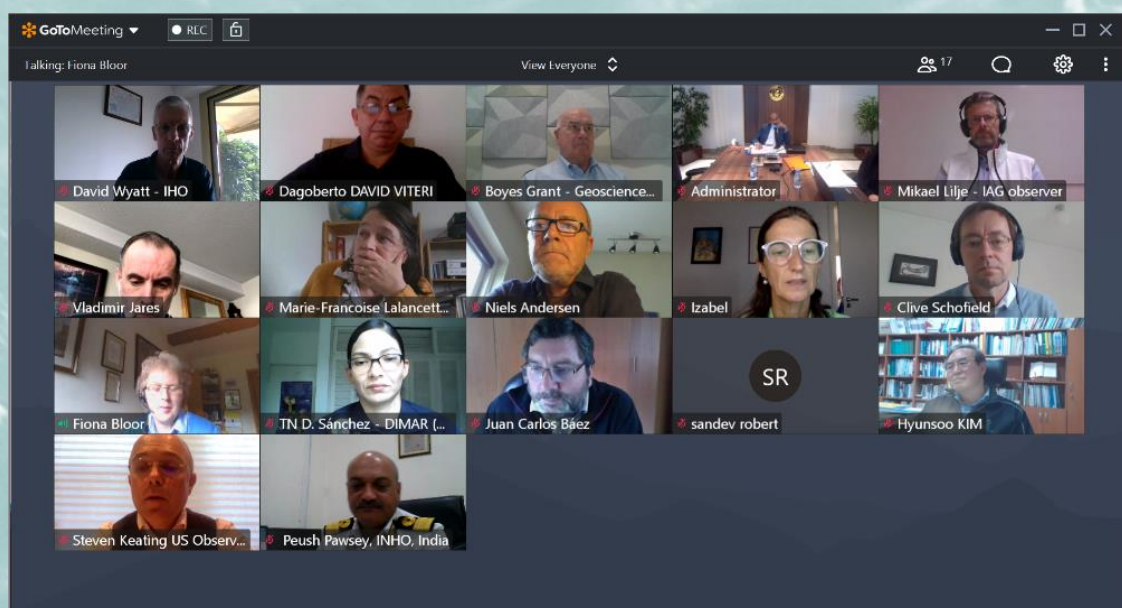 GoToMeeting
REC
Talking: Fiona Bloor
View Everyone
17
David Wyatt - IHO
Dagoberto DAVID VITERI
Boyes Grant - Geoscience...
Administrator
Mikael Lilje - IAG observer
Vladimir Jares
Marie-Francoise Lalancett...
Niels Andersen
Izabel
Clive Schofield
Fiona Bloor
TN D. Sánchez - DIMAR (...
Juan Carlos Báez
SR
sandev robert
Hyunsoo KIM
Steven Keating US Observ...
Peush Pawsey, INHO, India